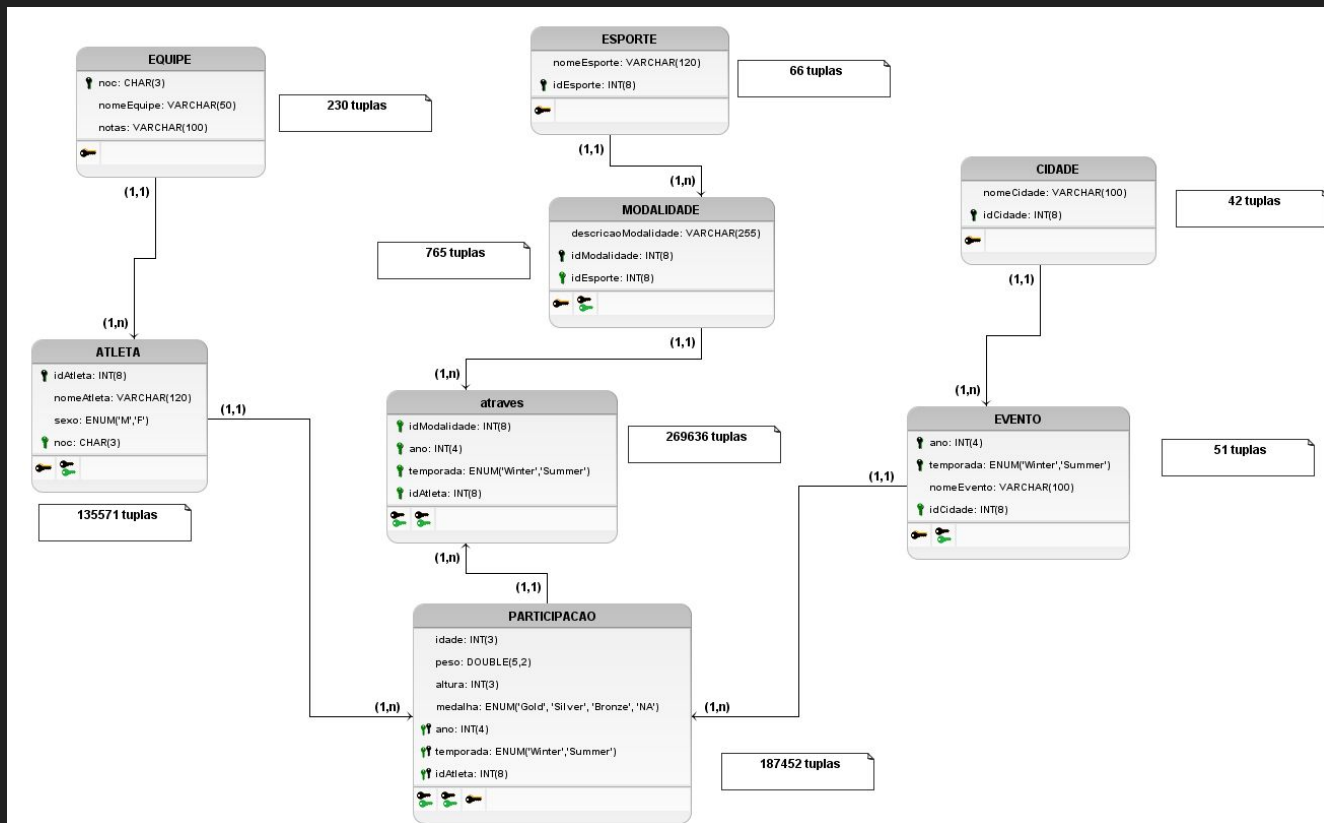 EQUIPE
noc: CHAR(3)
nomeEquipe: VARCHAR(50)
notas: VARCHAR(100)
230 tuplas
(1,1)
(1,n)
ESPORTE
nomeEsporte: VARCHAR(120)
idEsporte: INT(8)
66 tuplas
(1,1)
(1,n)
MODALIDADE
descricaoModalidade: VARCHAR(255)
idModalidade: INT(8)
idEsporte: INT(8)
765 tuplas
(1,1)
(1,n)
CIDADE
nomeCidade: VARCHAR(100)
idCidade: INT(8)
42 tuplas
(1,1)
(1,n)
ATLETA
idAtleta: INT(8)
nomeAtleta: VARCHAR(120)
sexo: ENUM('M','F')
noc: CHAR(3)
135571 tuplas
(1,1)
(1,n)
atraves
idModalidade: INT(8)
ano: INT(4)
temporada: ENUM('Winter','Summer')
idAtleta: INT(8)
269636 tuplas
(1,n)
(1,1)
EVENTO
ano: INT(4)
temporada: ENUM('Winter','Summer')
nomeEvento: VARCHAR(100)
idCidade: INT(8)
51 tuplas
(1,1)
(1,n)
PARTICIPACAO
idade: INT(3)
peso: DOUBLE(5,2)
altura: INT(3)
medalha: ENUM('Gold', 'Silver', 'Bronze', 'NA')
ano: INT(4)
temporada: ENUM('Winter','Summer')
idAtleta: INT(8)
187452 tuplas